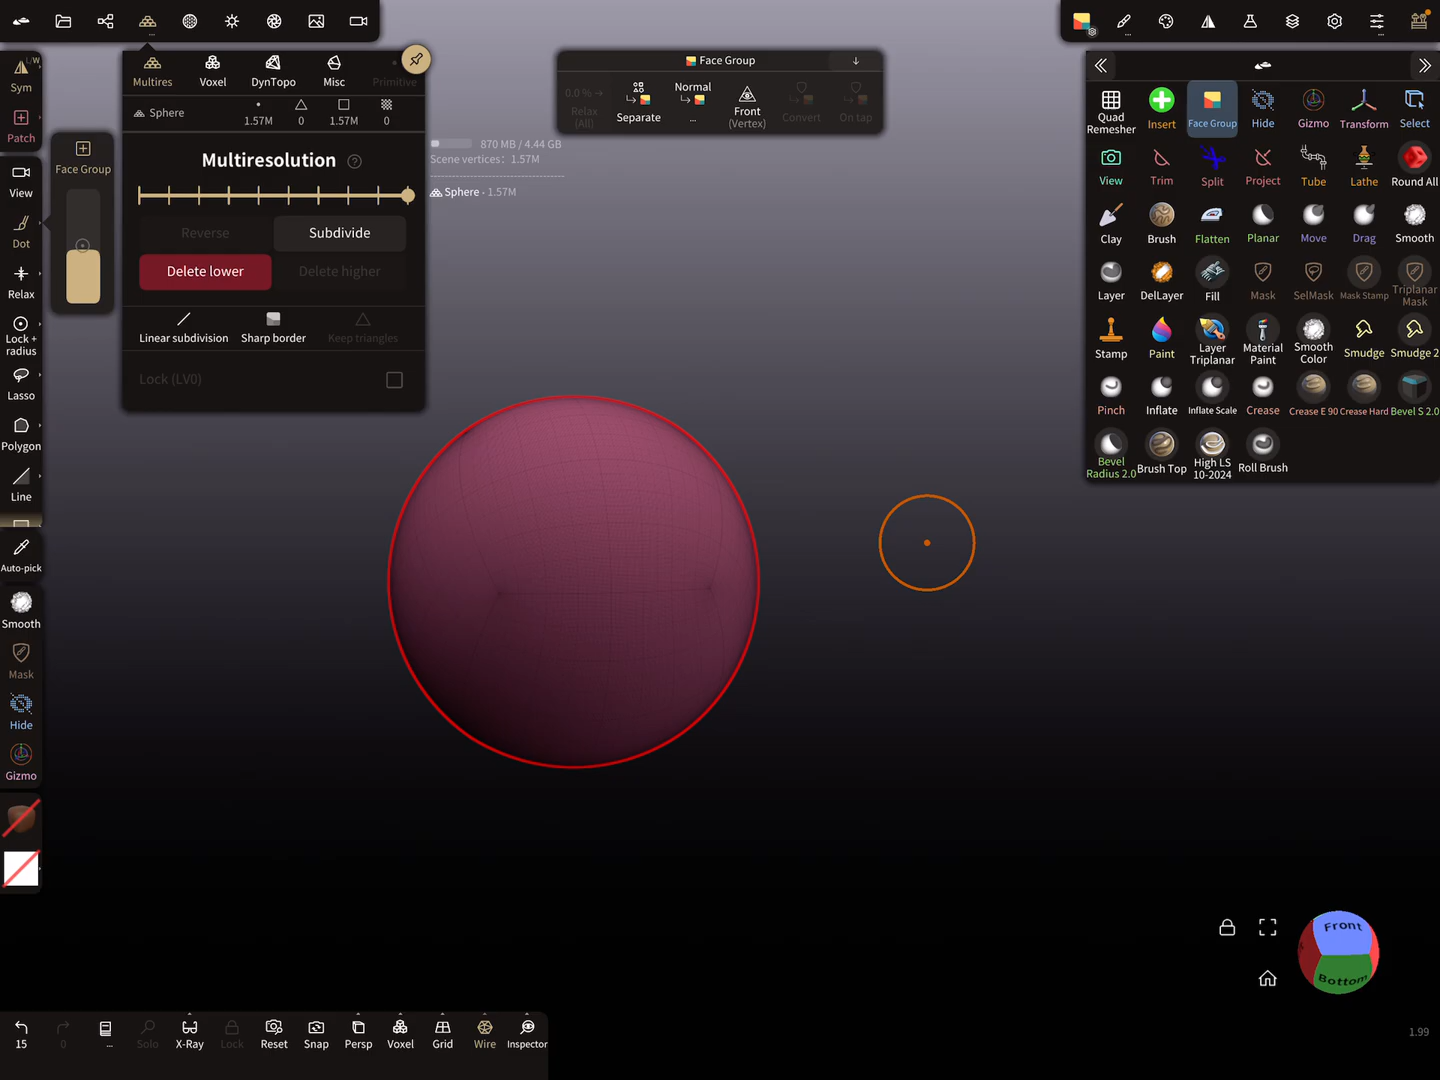 Multires
Voxel
DynTopo
Misc
Primitive
Sphere
1.57M
0
1.57M
0
Multiresolution
?
Reverse
Subdivide
Delete lower
Delete higher
Linear subdivision
Sharp border
Keep triangles
Lock (LV0)
L/W
Sym
Patch
View
Dot
Relax
Lock +
radius
Lasso
Polygon
Line
Auto-pick
Smooth
Mask
Hide
Gizmo
Face Group
Face Group
0.0 %
Relax
(All)
Separate
Normal
...
Front
(Vertex)
Convert
On tap
870 MB / 4.44 GB
Scene vertices: 1.57M
Sphere - 1.57M
Quad
Remesher
Insert
Face Group
Hide
Gizmo
Transform
Select
View
Trim
Split
Project
Tube
Lathe
Round All
Clay
Brush
Flatten
Planar
Move
Drag
Smooth
Layer
DelLayer
Fill
Mask
SelMask
Mask Stamp
Triplanar
Mask
Stamp
Paint
Layer
Triplanar
Material
Paint
Smooth
Color
Smudge
Smudge 2
Pinch
Inflate
Inflate Scale
Crease
Crease E 90
Crease Hard
Bevel S 2.0
Bevel
Radius 2.0
Brush Top
High LS
10-2024
Roll Brush
Front
Bottom
15
0
...
Solo
X-Ray
Lock
Reset
Snap
Persp
Voxel
Grid
Wire
Inspector
1.99